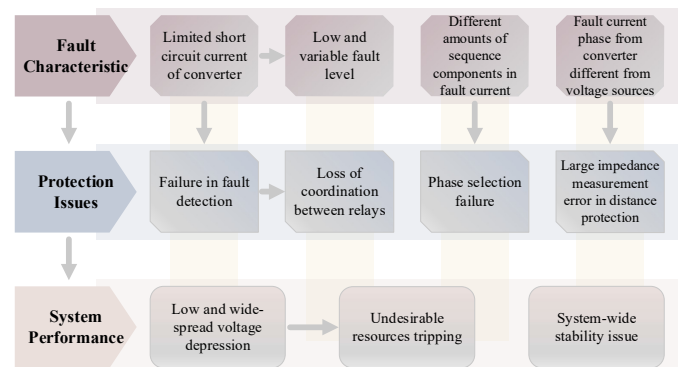 Fault
Characteristic
Limited short
circuit current
of converter
Low and
variable fault
level
Different
amounts of
sequence
components in
fault current
Fault current
phase from
converter
different from
voltage sources
Protection
Issues
Failure in fault
detection
Loss of
coordination
between relays
Phase selection
failure
Large impedance
measurement
error in distance
protection
System
Performance
Low and wide-
spread voltage
depression
Undesirable
resources tripping
System-wide
stability issue